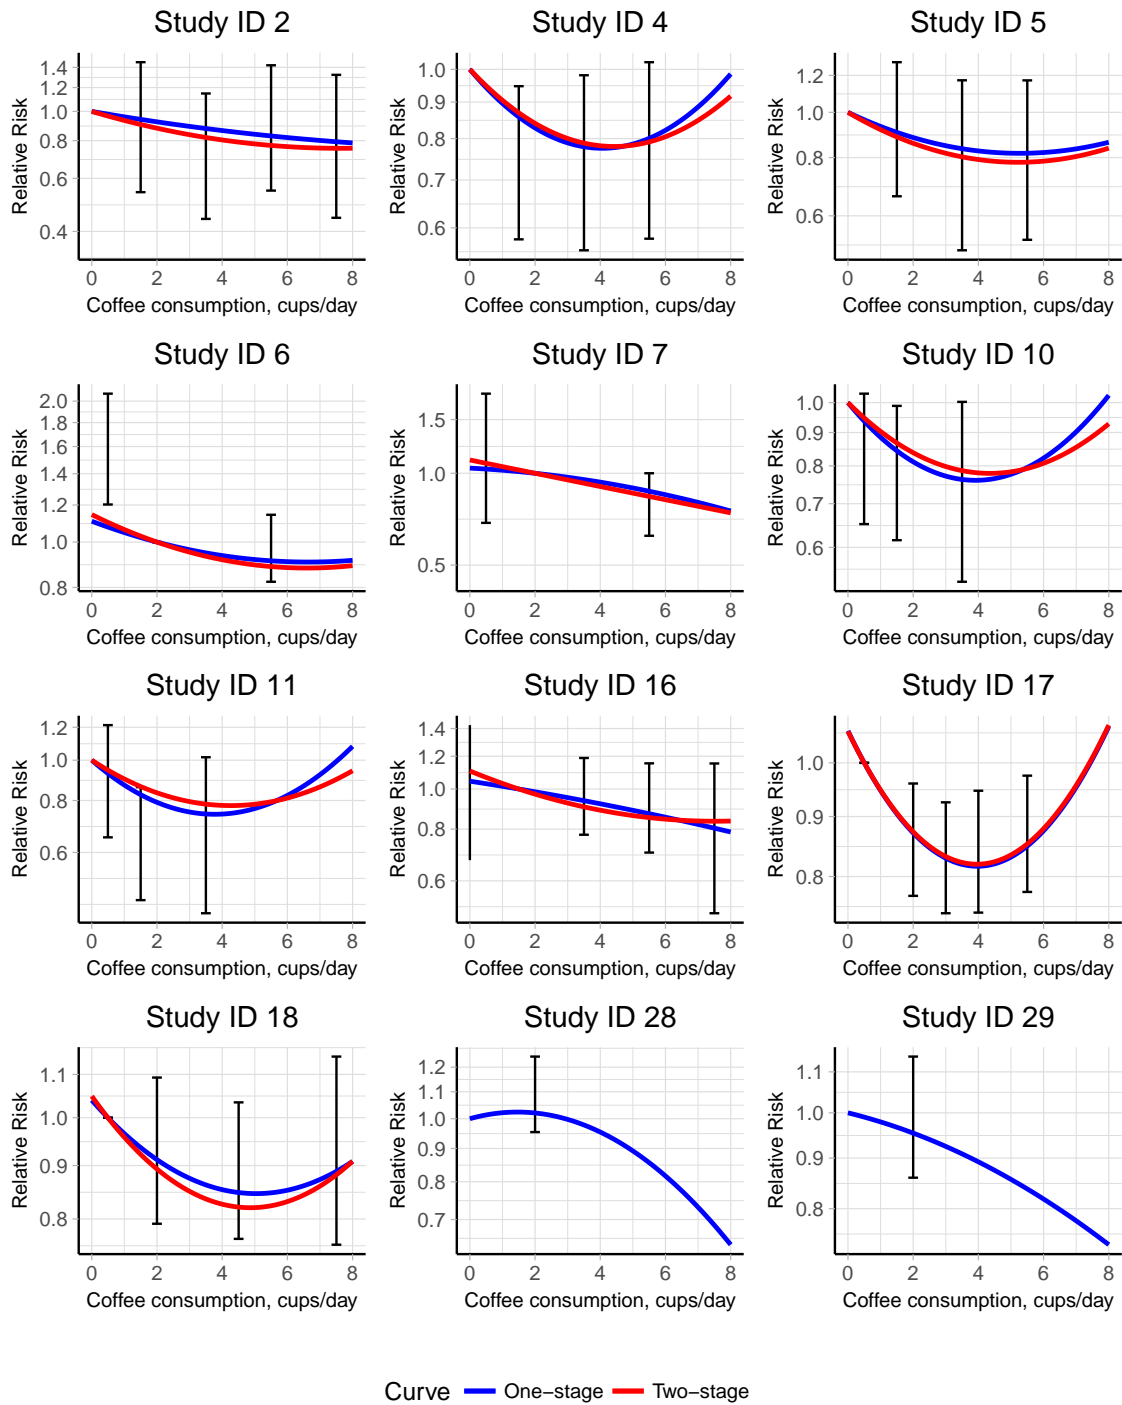 Study ID 2
Study ID 4
Study ID 5
Relative Risk
1.4
1.2
1.0
0.8
0.6
0.4
0 2 4 6 8
Coffee consumption, cups/day
Relative Risk
1.0
0.9
0.8
0.7
0.6
0 2 4 6 8
Coffee consumption, cups/day
Relative Risk
1.2
1.0
0.8
0.6
0 2 4 6 8
Coffee consumption, cups/day
Study ID 6
Study ID 7
Study ID 10
Relative Risk
2.0
1.8
1.6
1.4
1.2
1.0
0.8
0 2 4 6 8
Coffee consumption, cups/day
Relative Risk
1.5
1.0
0.5
0 2 4 6 8
Coffee consumption, cups/day
Relative Risk
1.0
0.9
0.8
0.7
0.6
0 2 4 6 8
Coffee consumption, cups/day
Study ID 11
Study ID 16
Study ID 17
Relative Risk
1.2
1.0
0.8
0.6
0 2 4 6 8
Coffee consumption, cups/day
Relative Risk
1.4
1.2
1.0
0.8
0.6
0 2 4 6 8
Coffee consumption, cups/day
Relative Risk
1.0
0.9
0.8
0 2 4 6 8
Coffee consumption, cups/day
Study ID 18
Study ID 28
Study ID 29
Relative Risk
1.1
1.0
0.9
0.8
0 2 4 6 8
Coffee consumption, cups/day
Relative Risk
1.2
1.1
1.0
0.9
0.8
0.7
0 2 4 6 8
Coffee consumption, cups/day
Relative Risk
1.1
1.0
0.9
0.8
0 2 4 6 8
Coffee consumption, cups/day
Curve One−stage Two−stage